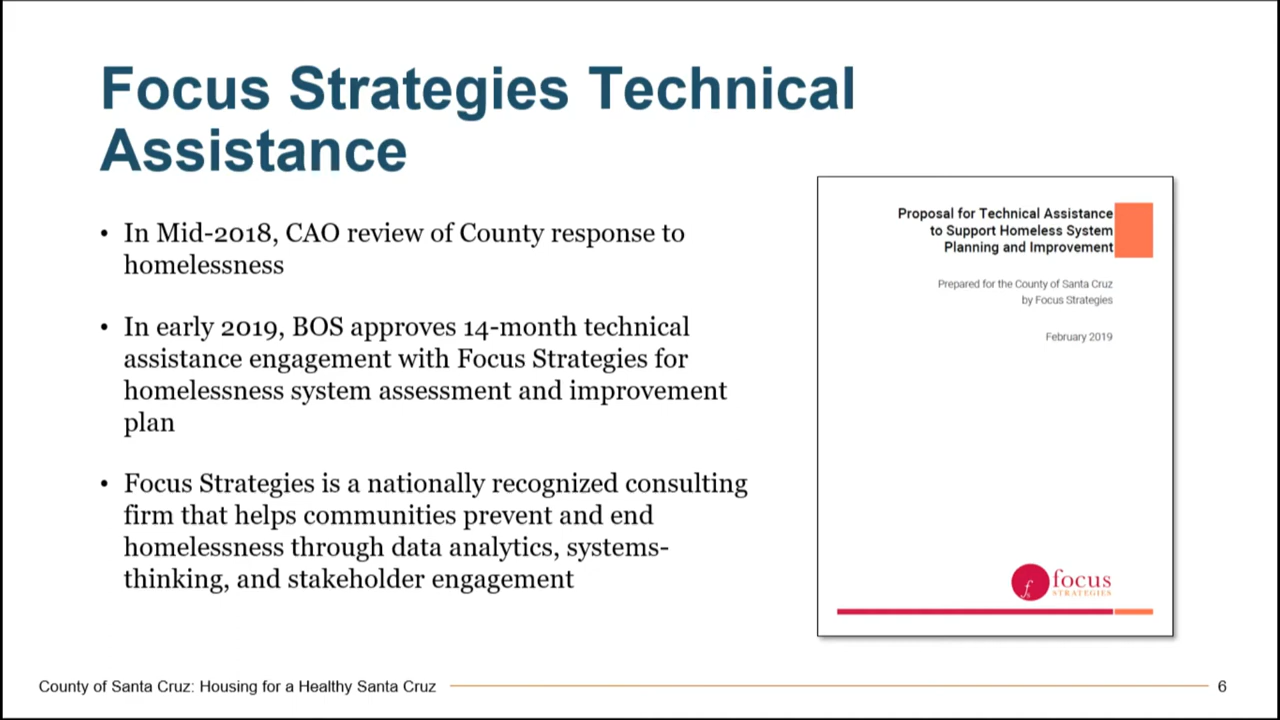 Focus Strategies Technical
Assistance
• In Mid-2018, CAO review of County response to
homelessness
• In early 2019, BOS approves 14-month technical
assistance engagement with Focus Strategies for
homelessness system assessment and improvement
plan
• Focus Strategies is a nationally recognized consulting
firm that helps communities prevent and end
homelessness through data analytics, systems-
thinking, and stakeholder engagement
Proposal for Technical Assistance
to Support Homeless System
Planning and Improvement
Prepared for the County of Santa Cruz
by Focus Strategies
February 2019
fs focus
STRATEGIES
County of Santa Cruz: Housing for a Healthy Santa Cruz
6